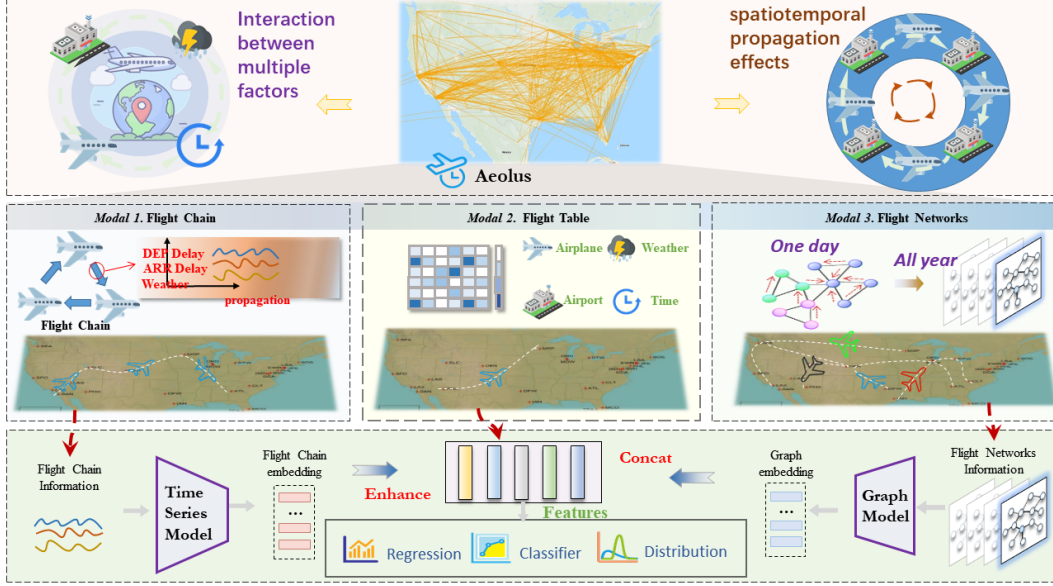 Interaction
between
multiple
factors
spatiotemporal
propagation
effects
Aeolus
Modal 1. Flight Chain
DEP Delay
ARR Delay
Weather
propagation
Flight Chain
Modal 2. Flight Table
Airplane
Weather
Airport
Time
Modal 3. Flight Networks
One day
All year
Flight Chain
Information
Time
Series
Model
Flight Chain
embedding
...
Enhance
Concat
Features
Regression
Classifier
Distribution
Graph
embedding
...
Graph
Model
Flight Networks
Information